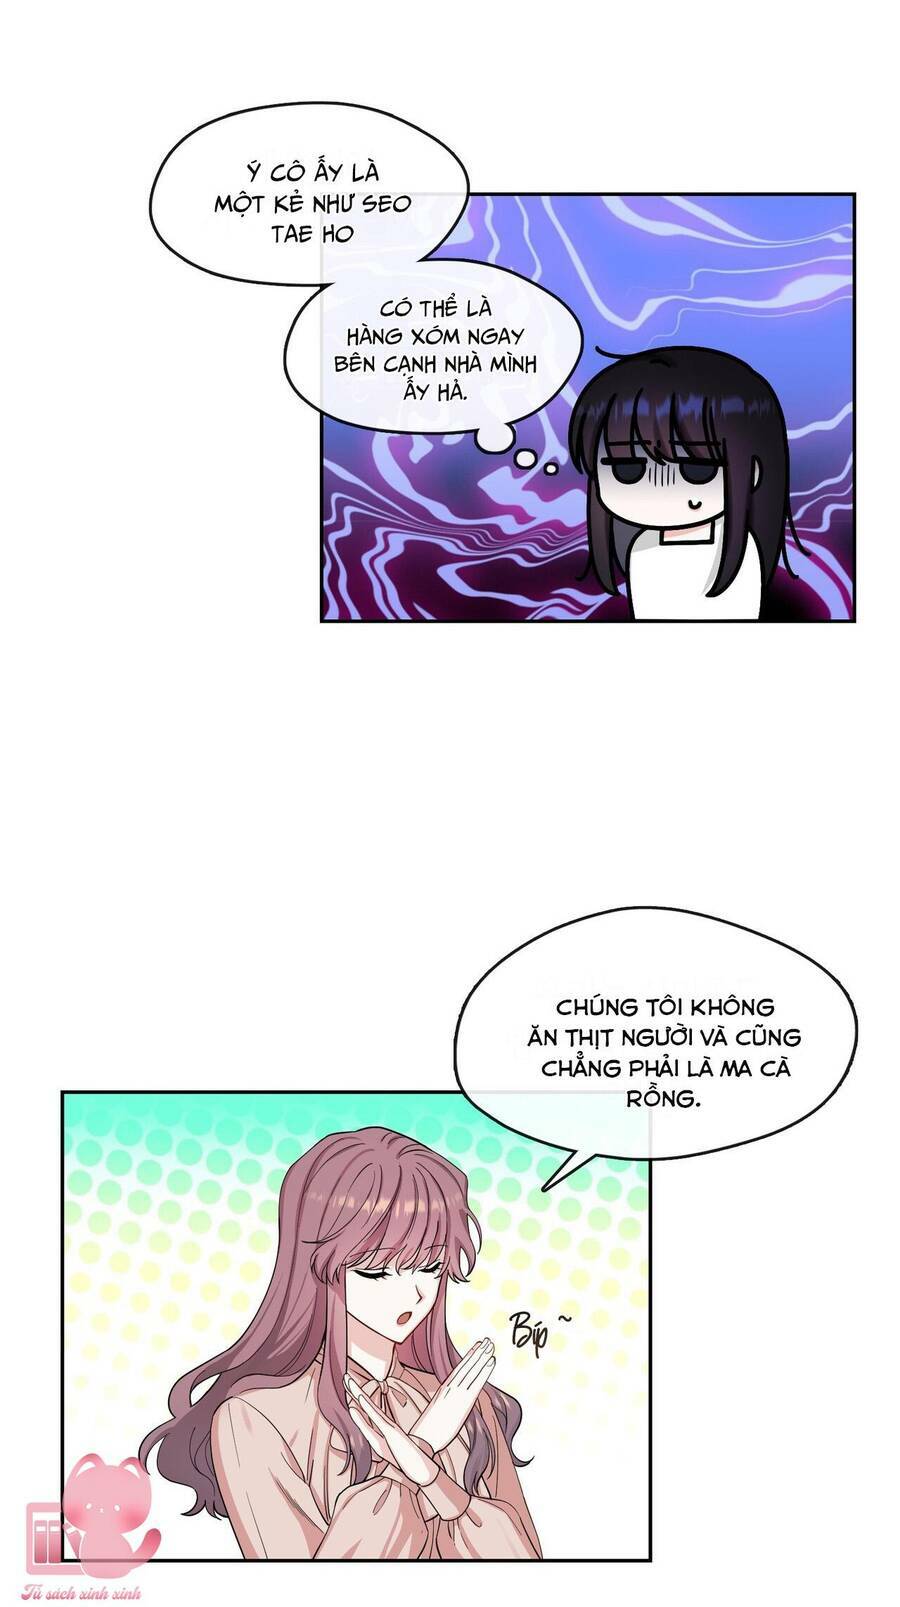 Ý CÔ ẤY LÀ
MỘT KẺ NHƯ SEO
TAE HO
CÓ THỂ LÀ
HÀNG XÓM NGAY
BÊN CẠNH NHÀ MÌNH
ẤY HẢ.
CHÚNG TÔI KHÔNG
ĂN THỊT NGƯỜI VÀ CŨNG
CHẲNG PHẢI LÀ MA CÀ
RỒNG.
Bíp ~
Tủ sách xinh xinh